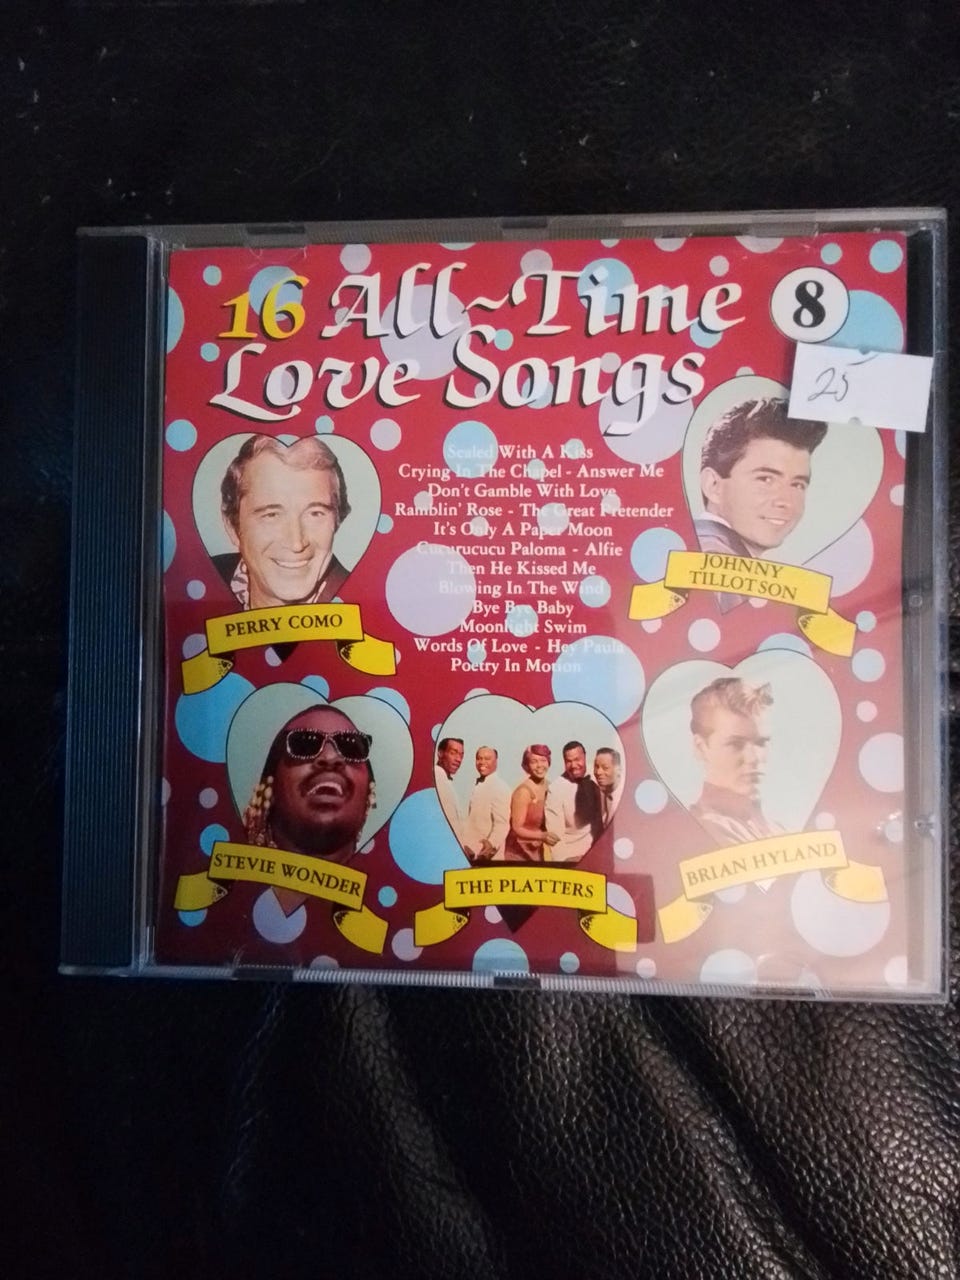 16 All~Time
Love Songs
8
25
Sealed With A Kiss
Crying In The Chapel - Answer Me
Don't Gamble With Love
Ramblin' Rose - The Great Pretender
It's Only A Paper Moon
Cucurucucu Paloma - Alfie
Then He Kissed Me
Blowing In The Wind
Bye Bye Baby
Moonlight Swim
Words Of Love - Hey Paula
Poetry In Motion
PERRY COMO
JOHNNY
TILLOTSON
STEVIE WONDER
THE PLATTERS
BRIAN HYLAND